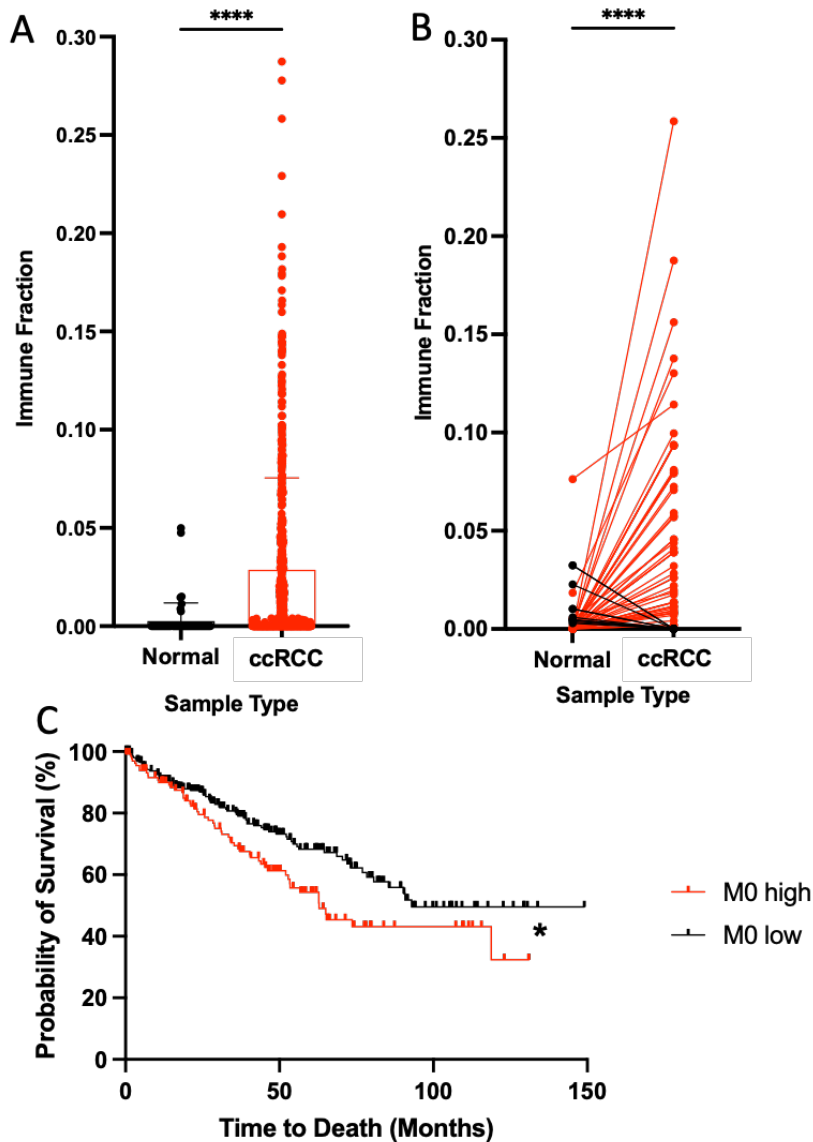 A
****
0.30
0.25
0.20
0.15
0.10
0.05
0.00
Immune Fraction
Normal
ccRCC
Sample Type
B
****
0.30
0.25
0.20
0.15
0.10
0.05
0.00
Immune Fraction
Normal
ccRCC
Sample Type
C
100
80
60
40
20
0
Probability of Survival (%)
*
0
50
100
150
Time to Death (Months)
M0 high
M0 low